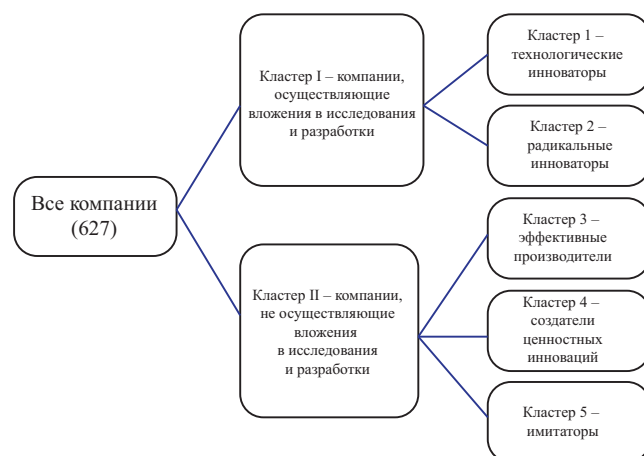 Все компании
(627)
Кластер I – компании,
осуществляющие
вложения в исследования
и разработки
Кластер II – компании,
не осуществляющие
вложения
в исследования
и разработки
Кластер 1 –
технологические
инноваторы
Кластер 2 –
радикальные
инноваторы
Кластер 3 –
эффективные
производители
Кластер 4 –
создатели
ценностных
инноваций
Кластер 5 –
имитаторы